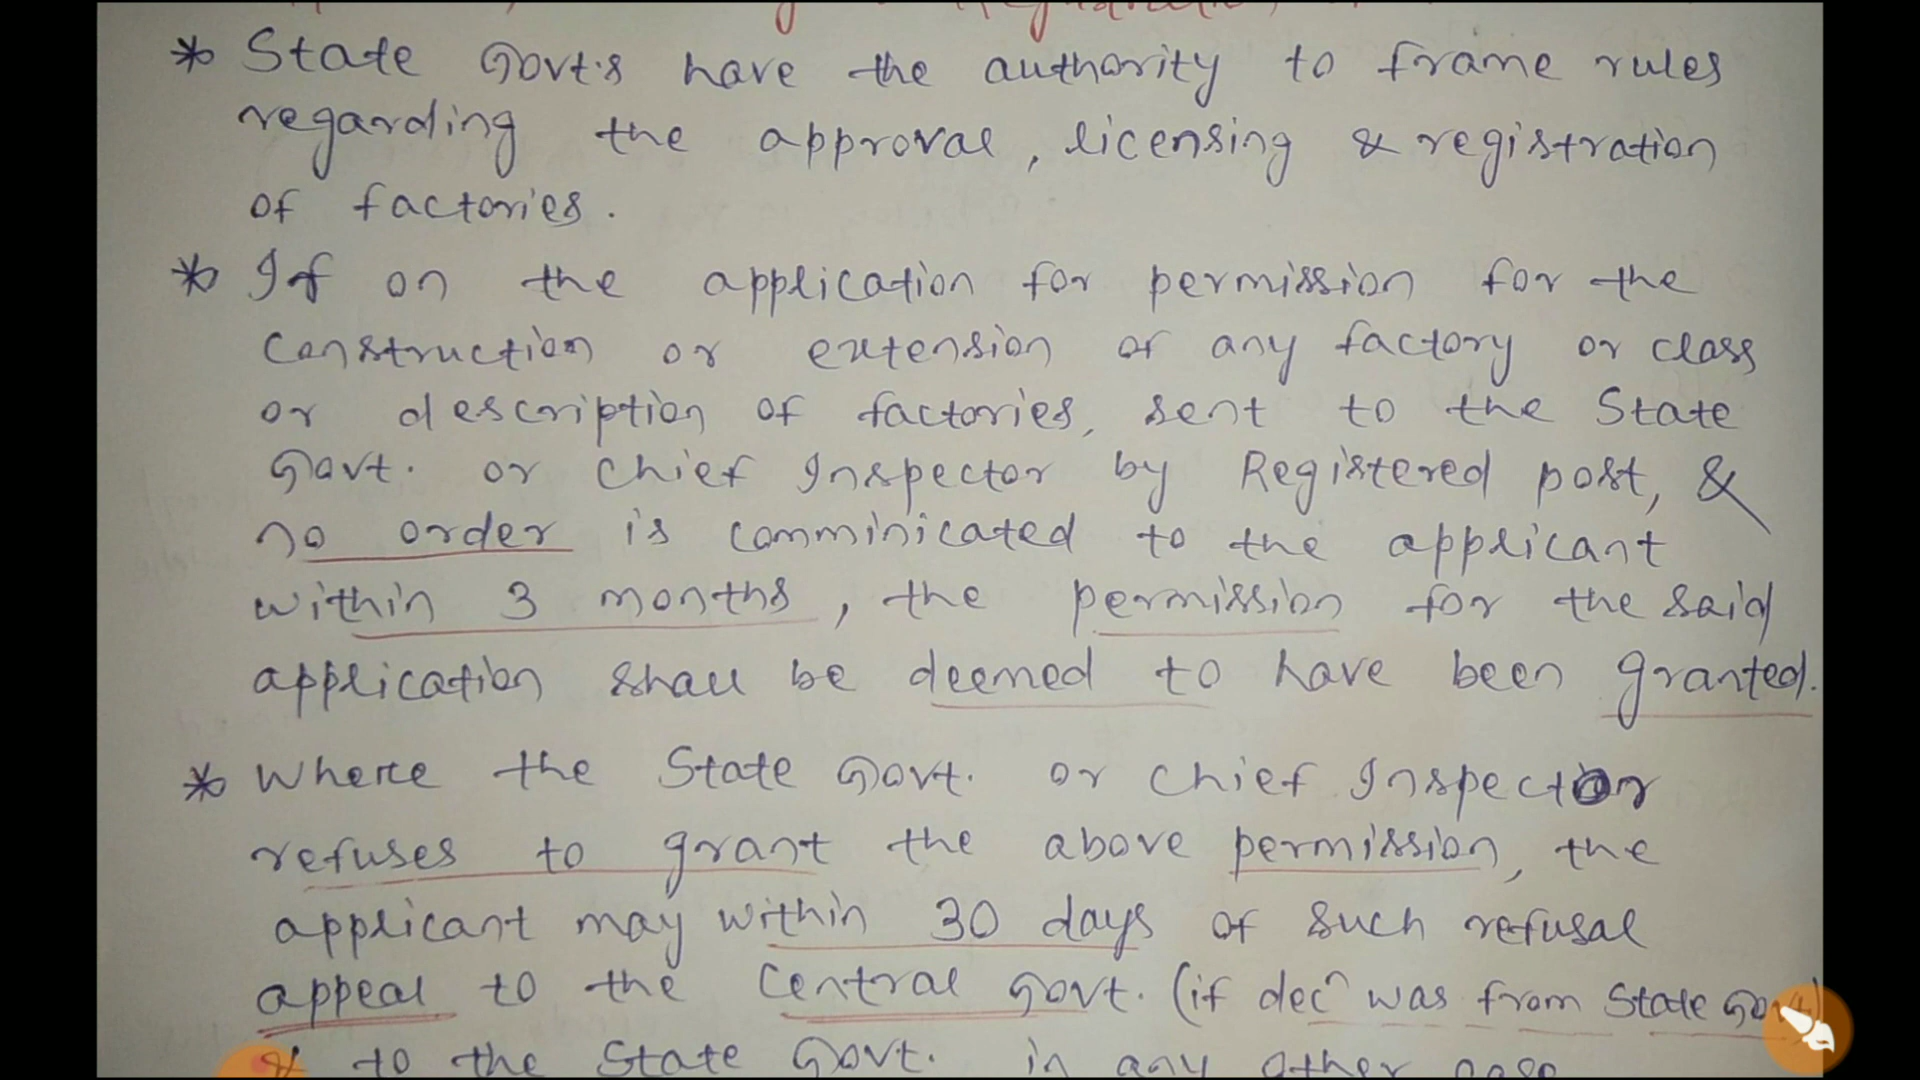 * State Govt's have the authority to frame rules
regarding the approval, licensing & registration
of factories.
* If on the application for permission for the
construction or extension of any factory or class
or description of factories, sent to the State
Govt. or Chief Inspector by Registered post, &
no order is comminicated to the applicant
within 3 months, the permission for the said
application shall be deemed to have been granted.
* Where the State Govt. or Chief Inspector
refuses to grant the above permission, the
applicant may within 30 days of such refusal
appeal to the Central Govt. (if decn was from State Govt)
& to the State Govt. in any other case